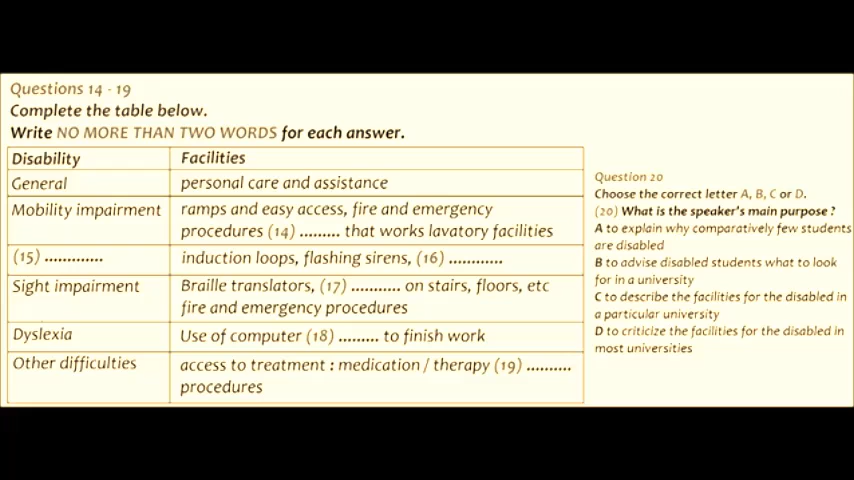 Questions 14 - 19
Complete the table below.
Write NO MORE THAN TWO WORDS for each answer.
Disability Facilities
General personal care and assistance
Mobility impairment ramps and easy access, fire and emergency
procedures (14) ......... that works lavatory facilities
(15) ............. induction loops, flashing sirens, (16) ............
Sight impairment Braille translators, (17) ........... on stairs, floors, etc
fire and emergency procedures
Dyslexia Use of computer (18) ......... to finish work
Other difficulties access to treatment : medication / therapy (19) ..........
procedures
Question 20
Choose the correct letter A, B, C or D.
(20) What is the speaker's main purpose ?
A to explain why comparatively few students
are disabled
B to advise disabled students what to look
for in a university
C to describe the facilities for the disabled in
a particular university
D to criticize the facilities for the disabled in
most universities